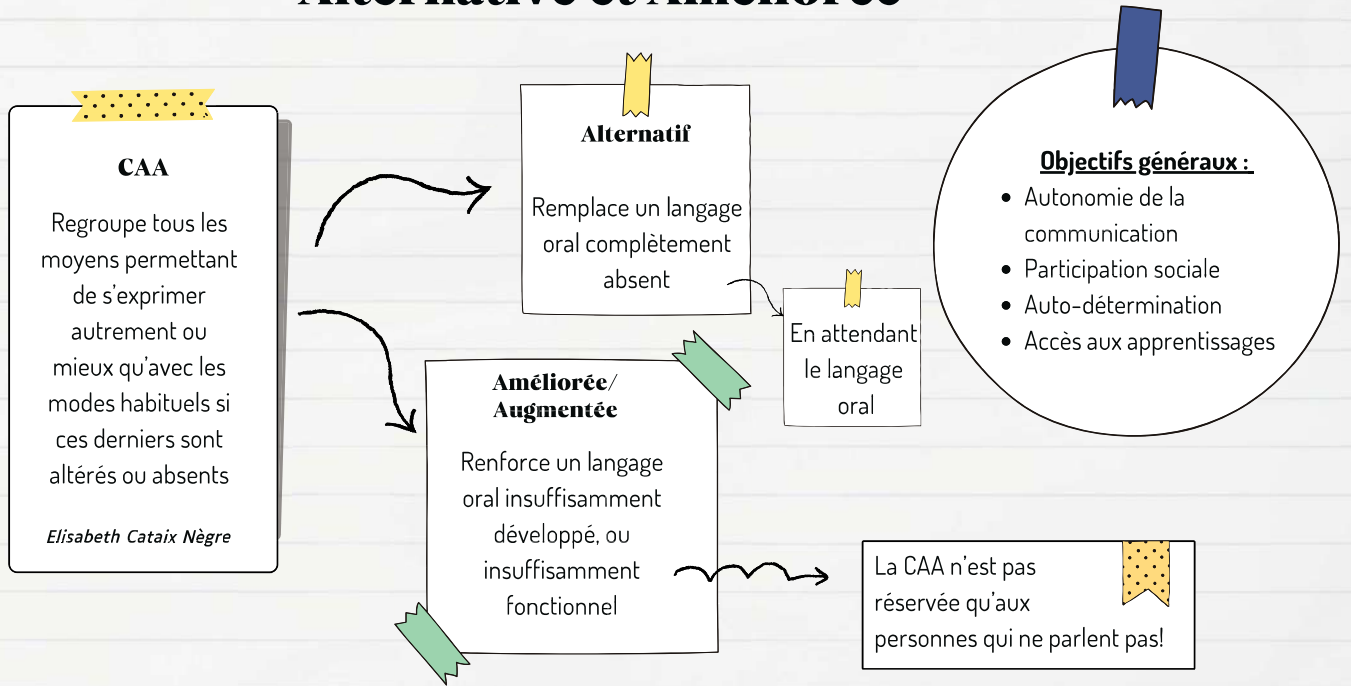 Alternative et Améliorée
CAA
Regroupe tous les
moyens permettant
de s'exprimer
autrement ou
mieux qu'avec les
modes habituels si
ces derniers sont
altérés ou absents
Elisabeth Cataix Nègre
Alternatif
Remplace un langage
oral complètement
absent
En attendant
le langage
oral
Améliorée/
Augmentée
Renforce un langage
oral insuffisamment
développé, ou
insuffisamment
fonctionnel
La CAA n'est pas
réservée qu'aux
personnes qui ne parlent pas!
Objectifs généraux :
• Autonomie de la
communication
• Participation sociale
• Auto-détermination
• Accès aux apprentissages